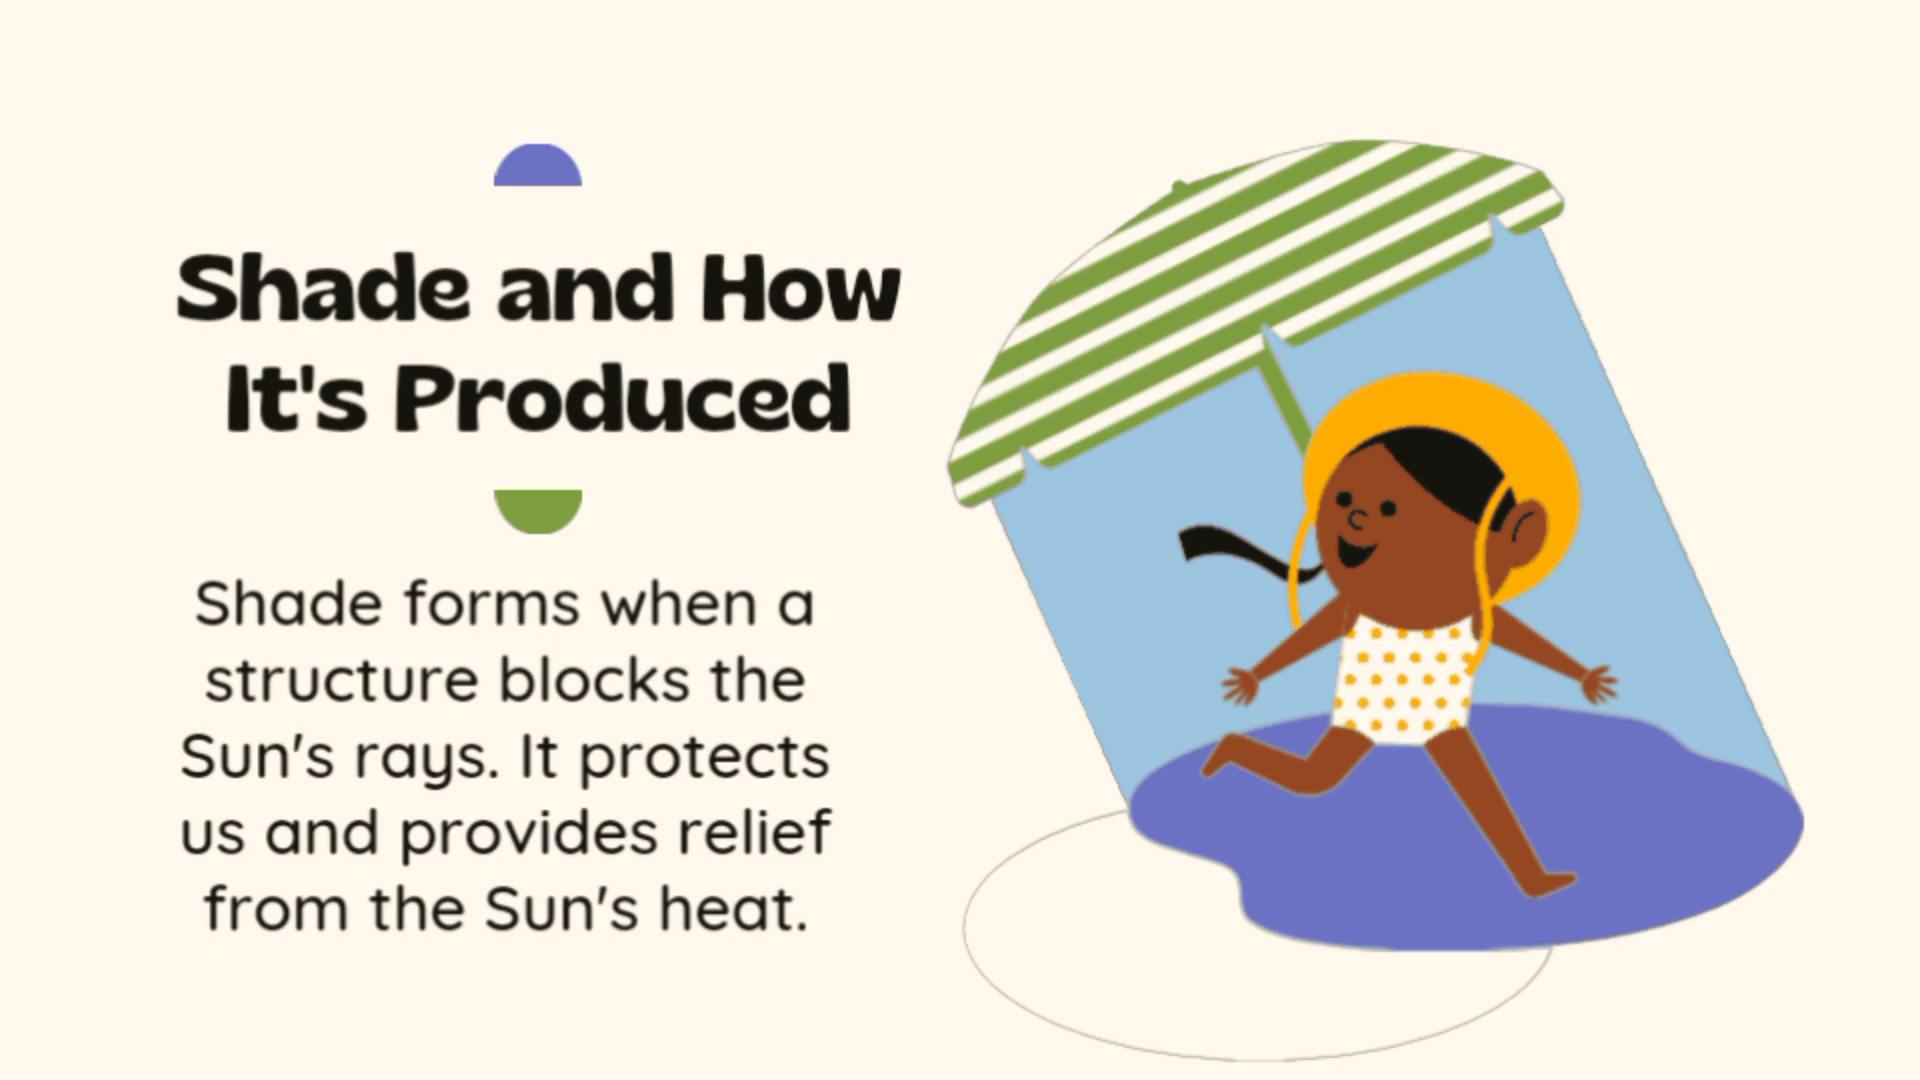 Shade and How
It's Produced
Shade forms when a
structure blocks the
Sun's rays. It protects
us and provides relief
from the Sun's heat.